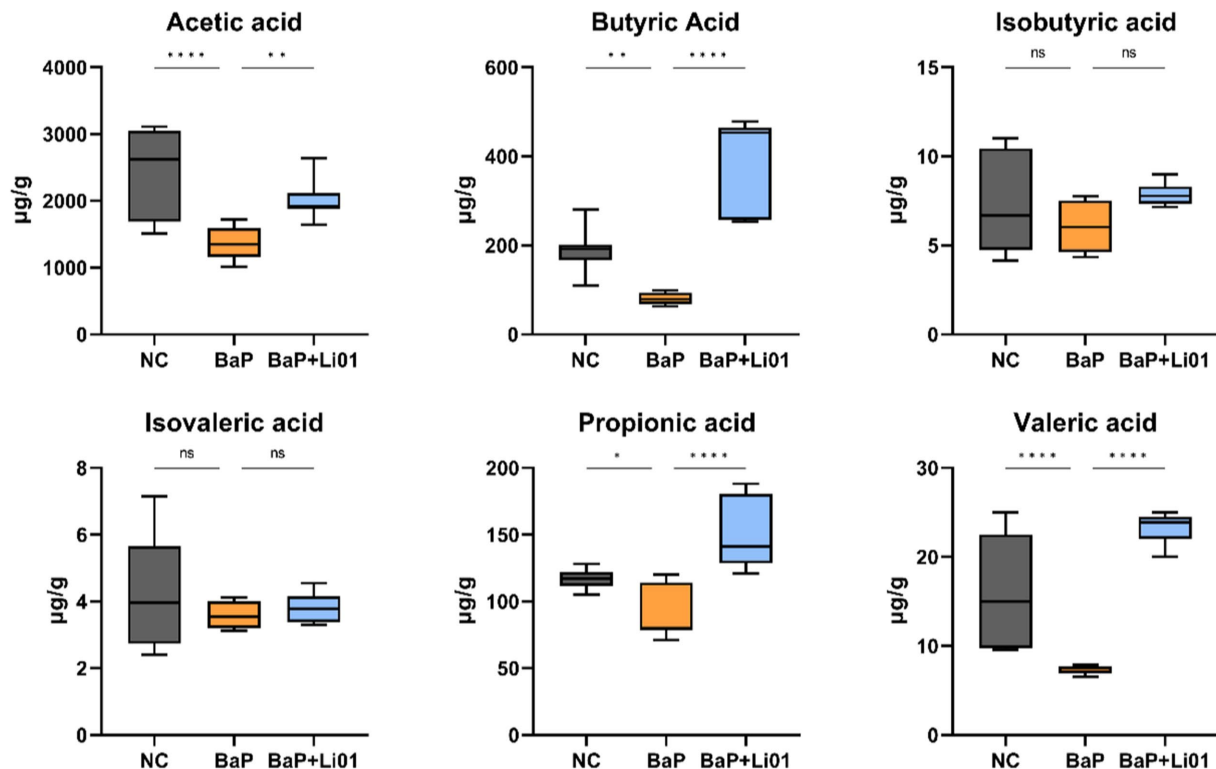 Acetic acid
**** **
4000
3000
2000
1000
0
µg/g
NC BaP BaP+Li01
Butyric Acid
** ****
600
400
200
0
µg/g
NC BaP BaP+Li01
Isobutyric acid
ns ns
15
10
5
0
µg/g
NC BaP BaP+Li01
Isovaleric acid
ns ns
8
6
4
2
0
µg/g
NC BaP BaP+Li01
Propionic acid
* ****
200
150
100
50
0
µg/g
NC BaP BaP+Li01
Valeric acid
**** ****
30
20
10
0
µg/g
NC BaP BaP+Li01